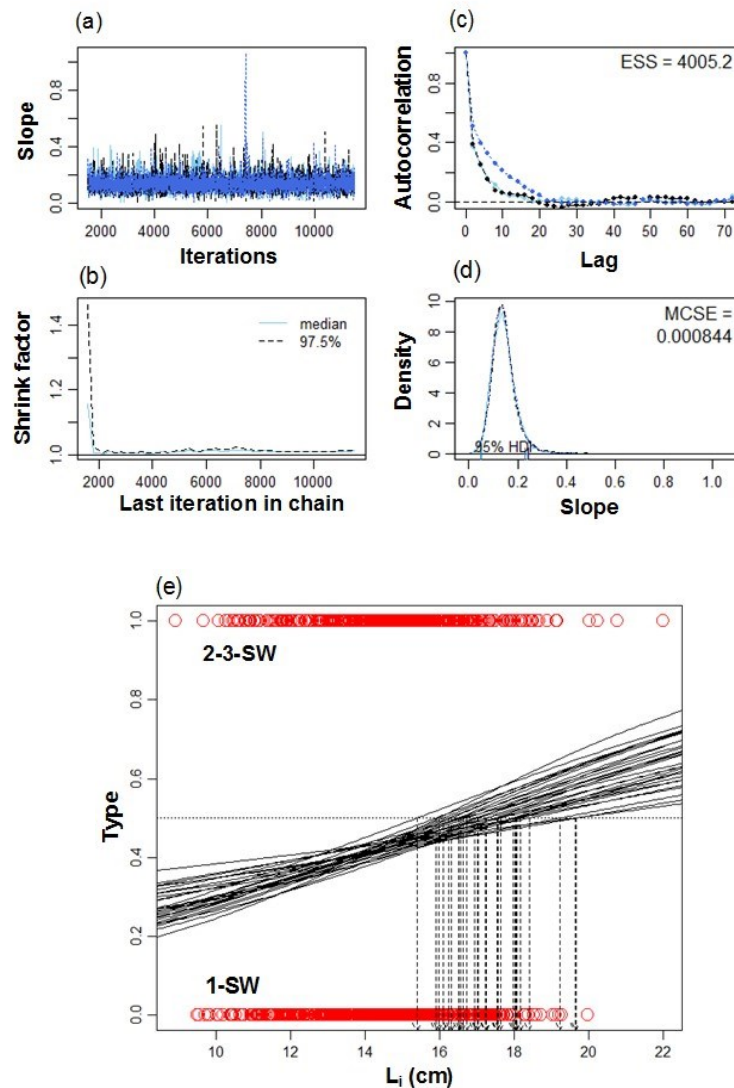 (a)
Slope
0.0 0.4 0.8
2000 4000 6000 8000 10000
Iterations
(c)
ESS = 4005.2
Autocorrelation
0.0 0.4 0.8
0 10 20 30 40 50 60 70
Lag
(b)
median
97.5%
Shrink factor
1.0 1.2 1.4
2000 4000 6000 8000 10000
Last iteration in chain
(d)
MCSE =
0.000844
Density
0 2 4 6 8 10
95% HDI
0.0 0.2 0.4 0.6 0.8 1.0
Slope
(e)
2-3-SW
Type
0.0 0.2 0.4 0.6 0.8 1.0
1-SW
10 12 14 16 18 20 22
Li (cm)